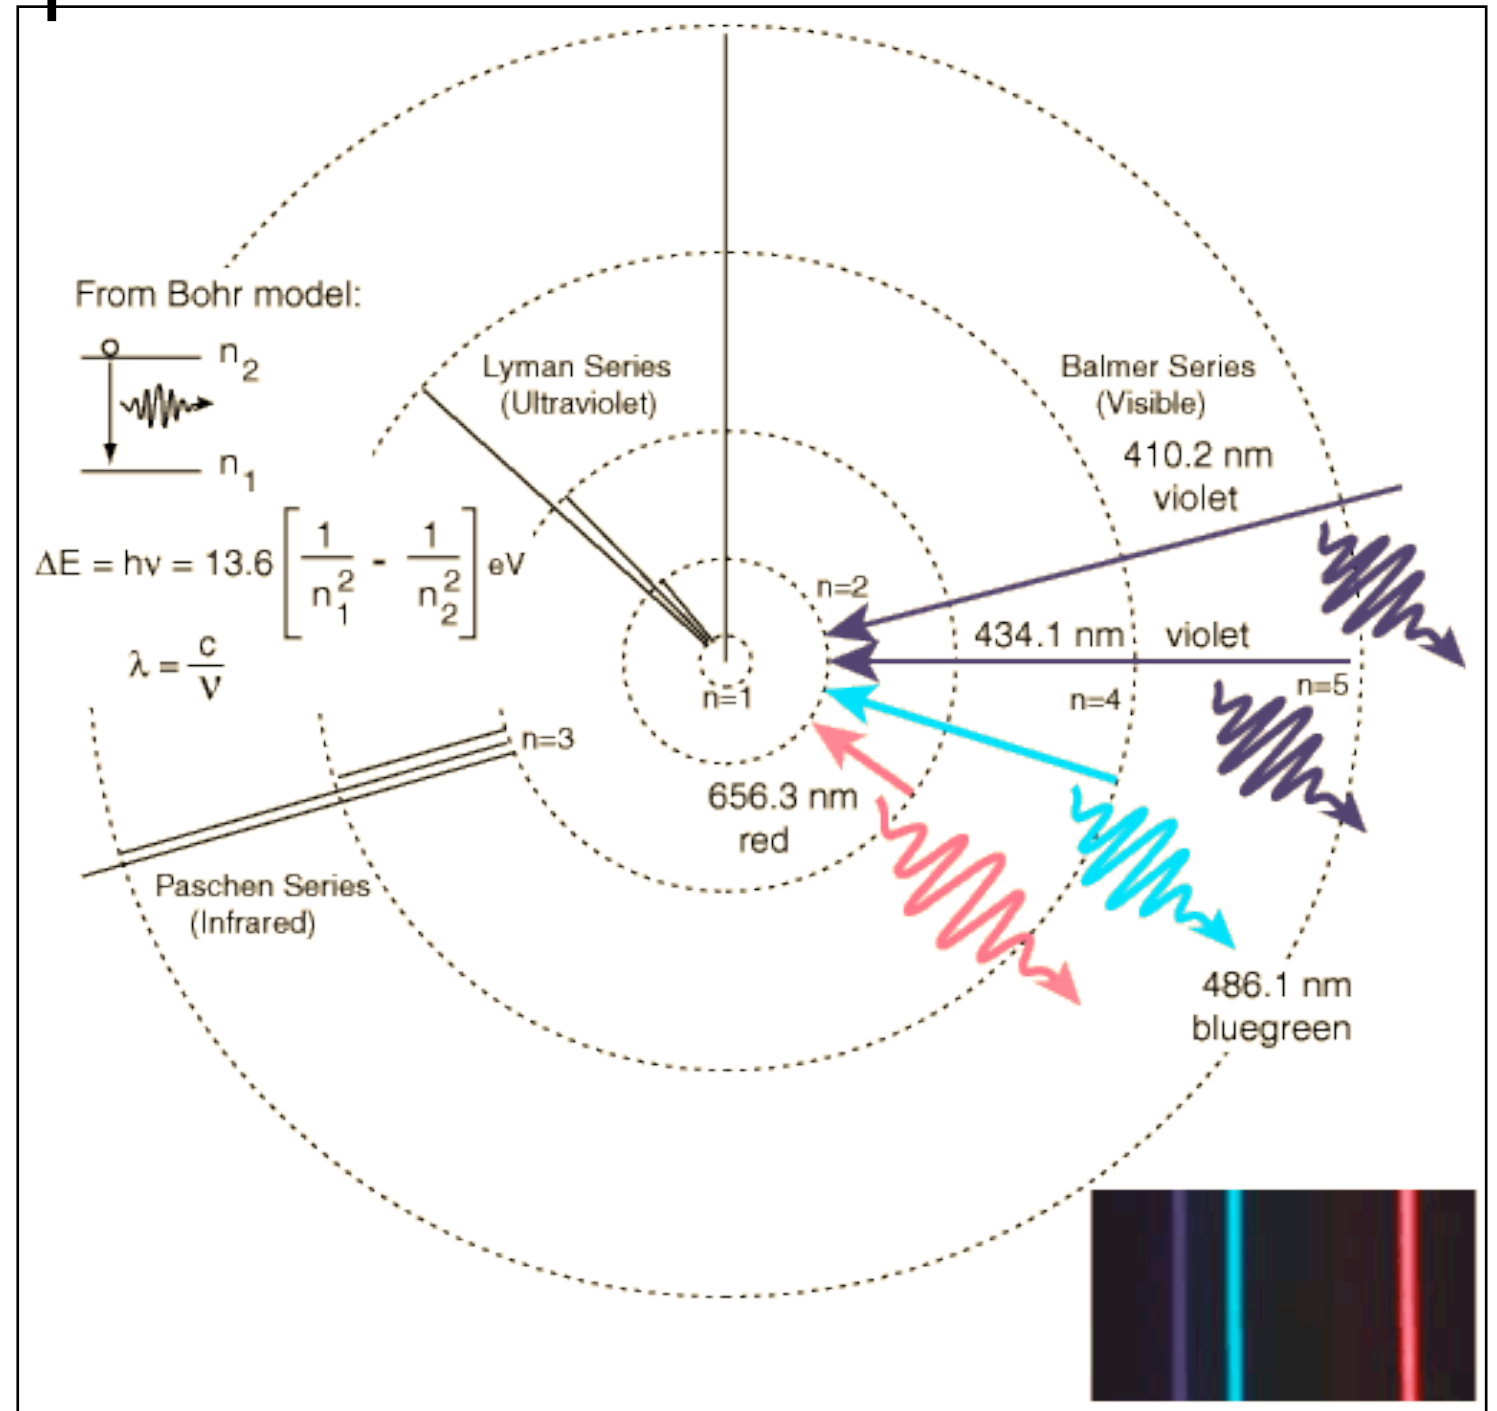 From Bohr model:
n₂
n₁
ΔE = hν = 13.6 [ 1/n₁² - 1/n₂² ] eV
λ = c/ν
Lyman Series
(Ultraviolet)
Balmer Series
(Visible)
410.2 nm
violet
n=2
434.1 nm violet
n=1
n=4
n=5
n=3
656.3 nm
red
Paschen Series
(Infrared)
486.1 nm
bluegreen